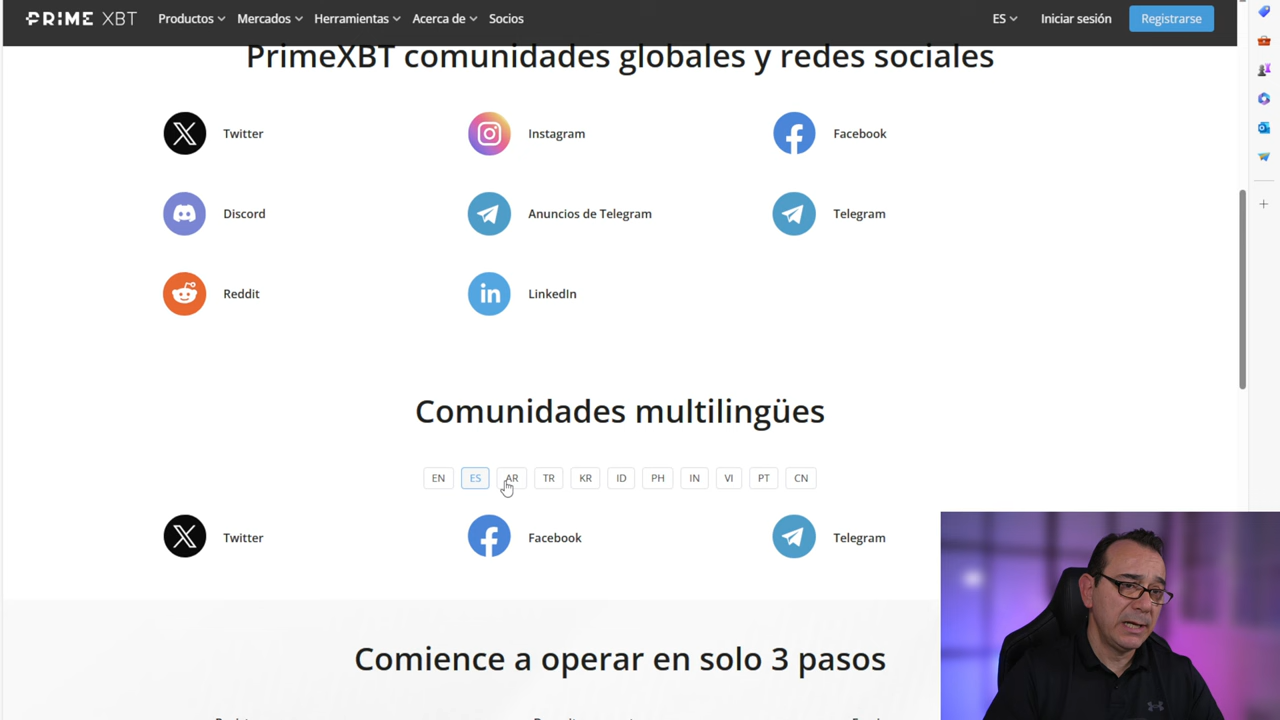 PRIME XBT Productos Mercados Herramientas Acerca de Socios ES Iniciar sesión Registrarse
PrimeXBT comunidades globales y redes sociales
Twitter Instagram Facebook
Discord Anuncios de Telegram Telegram
Reddit LinkedIn
Comunidades multilingües
EN ES AR TR KR ID PH IN VI PT CN
Twitter Facebook Telegram
Comience a operar en solo 3 pasos